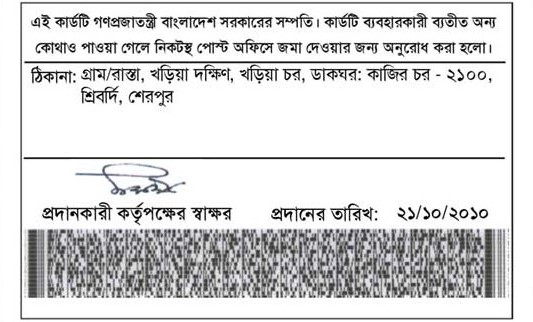 এই কার্ডটি গণপ্রজাতন্ত্রী বাংলাদেশ সরকারের সম্পতি। কার্ডটি ব্যবহারকারী ব্যতীত অন্য
কোথাও পাওয়া গেলে নিকটস্থ পোস্ট অফিসে জমা দেওয়ার জন্য অনুরোধ করা হলো।
ঠিকানা: গ্রাম/রাস্তা, খড়িয়া দক্ষিণ, খড়িয়া চর, ডাকঘর: কাজির চর - ২১০০,
শ্রিবর্দি, শেরপুর
প্রদানকারী কর্তৃপক্ষের স্বাক্ষর প্রদানের তারিখ: ২১/১০/২০১০